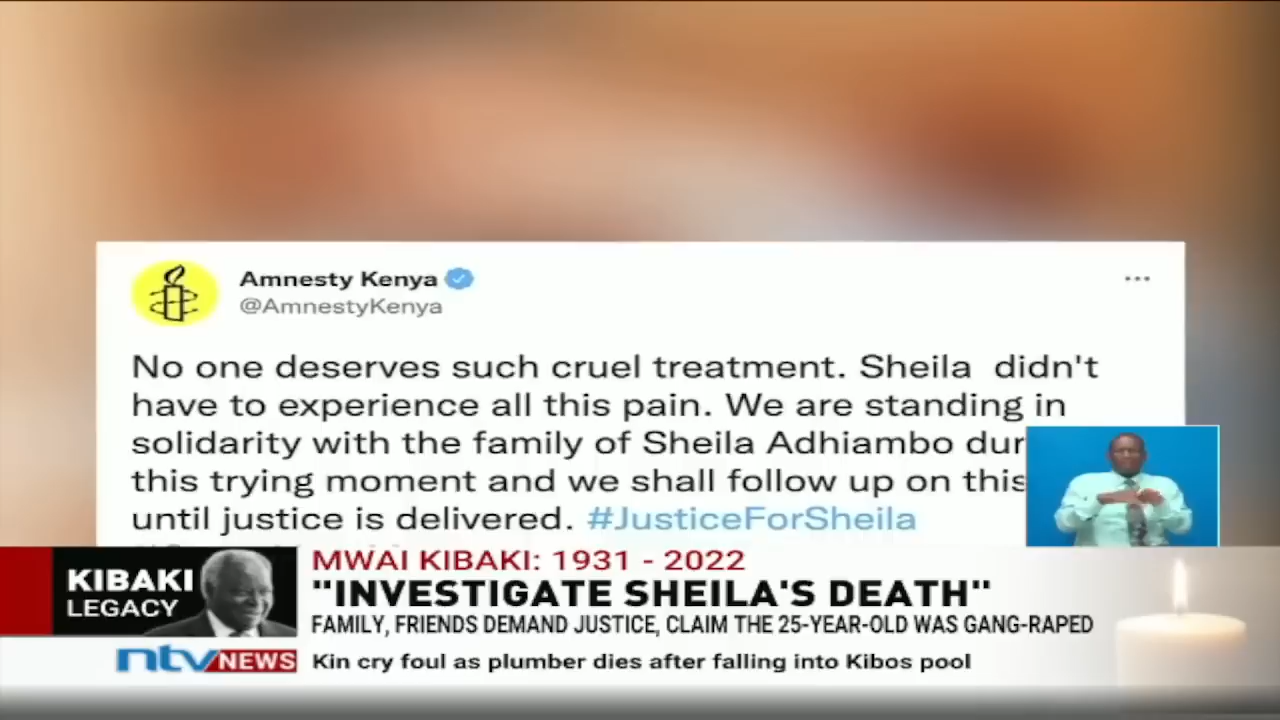 Amnesty Kenya
@AmnestyKenya
No one deserves such cruel treatment. Sheila didn't
have to experience all this pain. We are standing in
solidarity with the family of Sheila Adhiambo
this trying moment and we shall follow up on this
until justice is delivered. #JusticeForSheila
KIBAKI
LEGACY
MWAI KIBAKI: 1931 - 2022
"INVESTIGATE SHEILA'S DEATH"
FAMILY, FRIENDS DEMAND JUSTICE, CLAIM THE 25-YEAR-OLD WAS GANG-RAPED
ntv NEWS
Kin cry foul as plumber dies after falling into Kibos pool